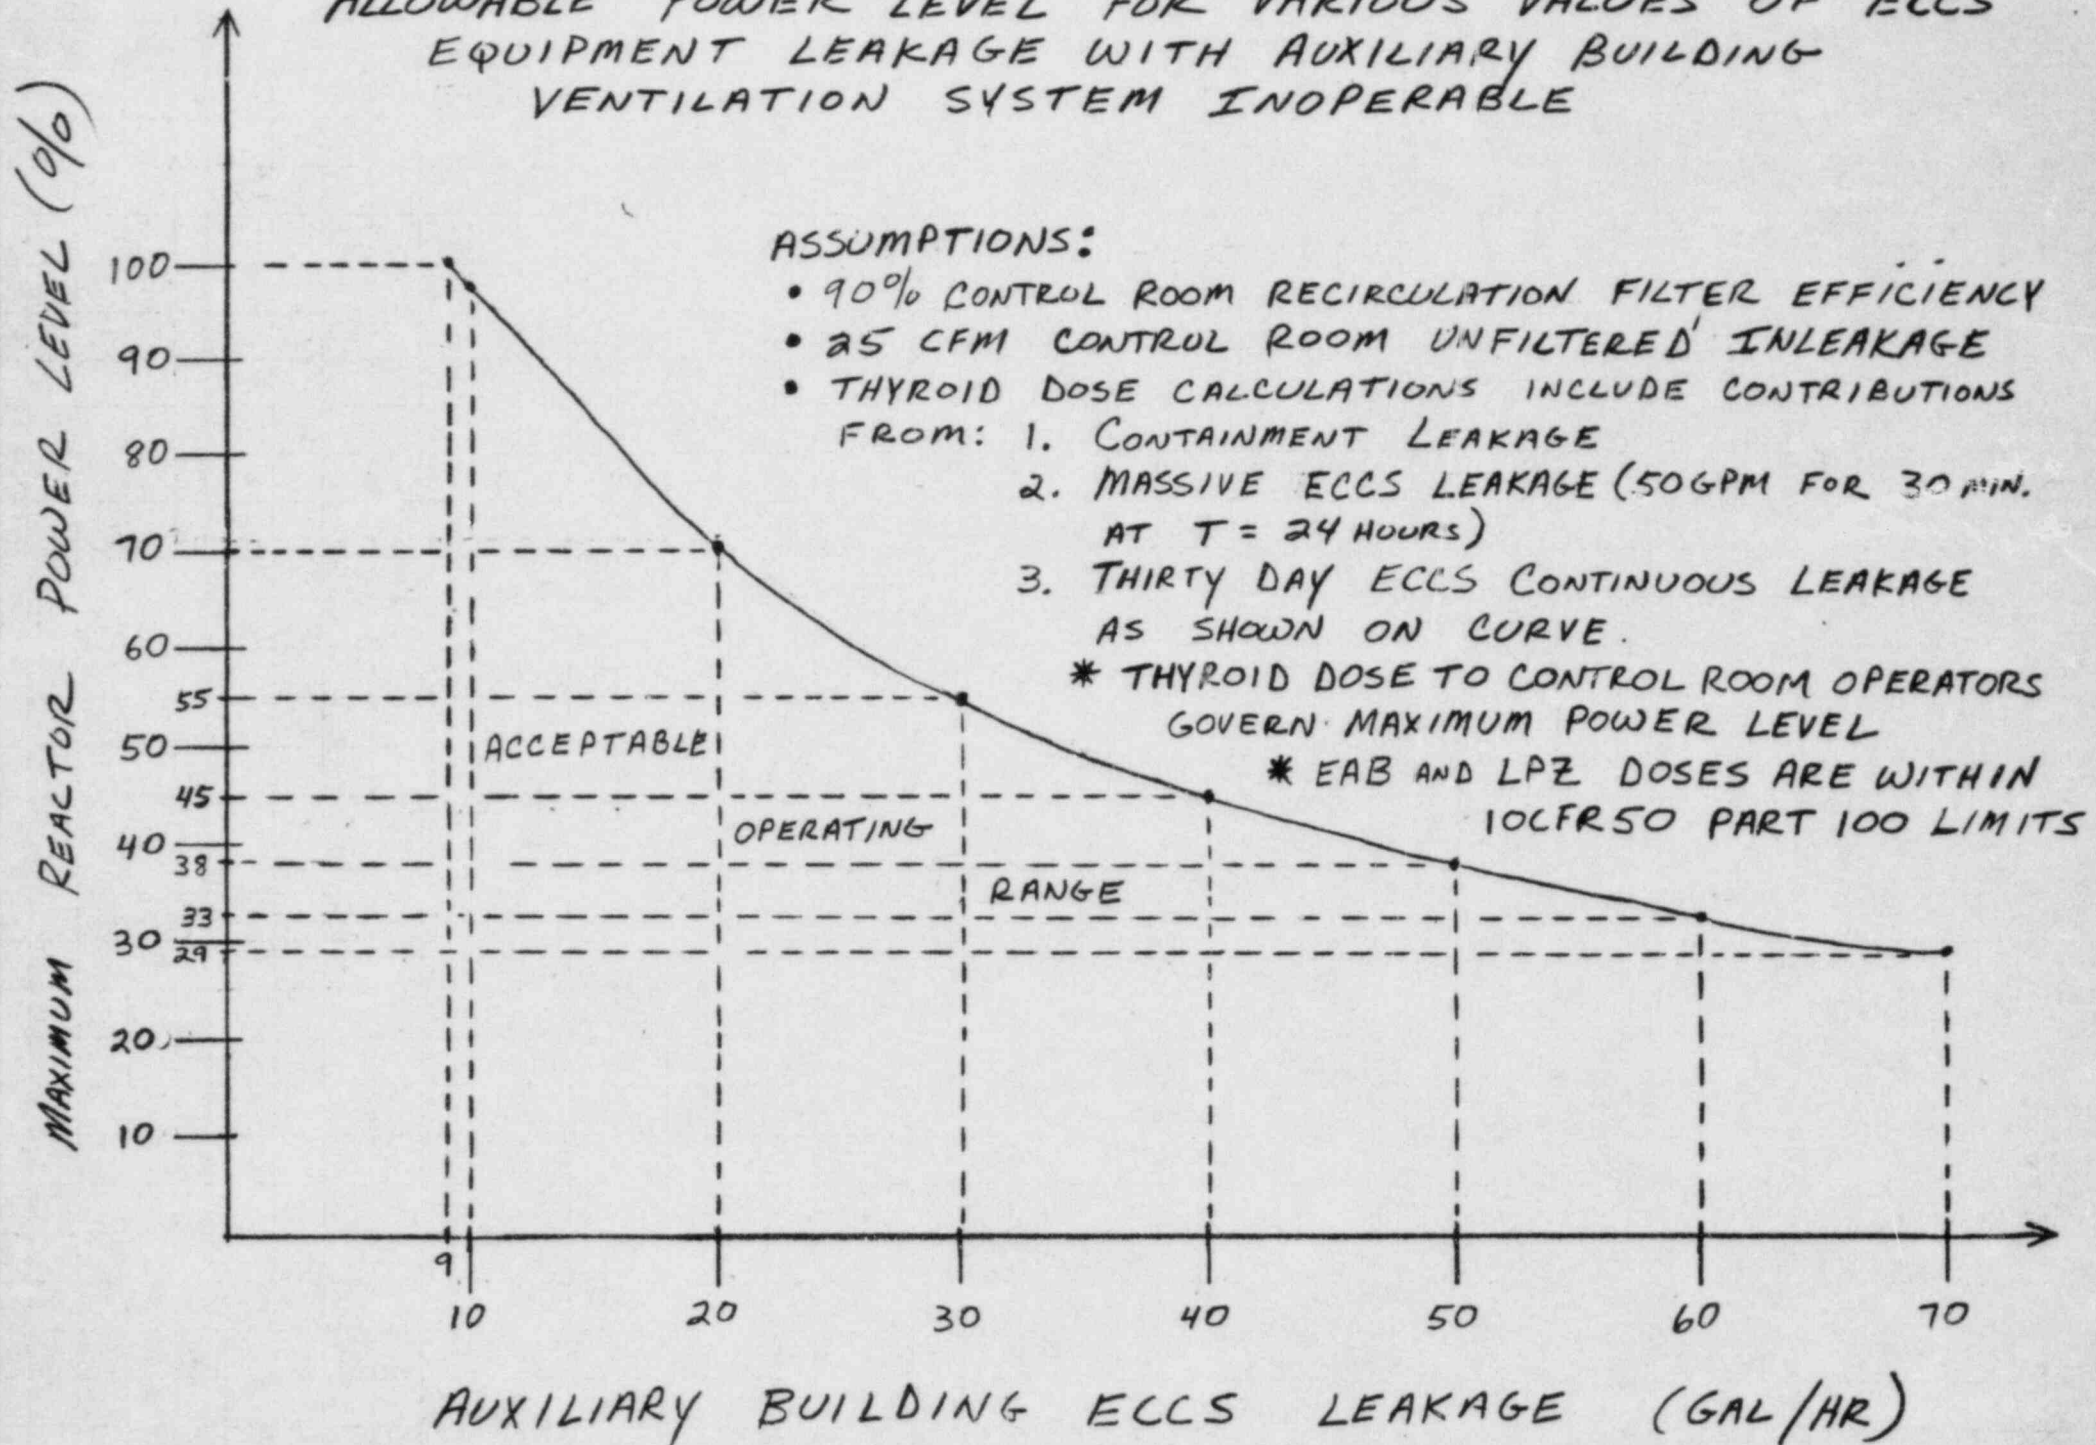 ALLOWABLE POWER LEVEL FOR VARIOUS VALUES OF ECCS
EQUIPMENT LEAKAGE WITH AUXILIARY BUILDING
VENTILATION SYSTEM INOPERABLE
ASSUMPTIONS:
• 90% CONTROL ROOM RECIRCULATION FILTER EFFICIENCY
• 25 CFM CONTROL ROOM UNFILTERED INLEAKAGE
• THYROID DOSE CALCULATIONS INCLUDE CONTRIBUTIONS
FROM: 1. CONTAINMENT LEAKAGE
2. MASSIVE ECCS LEAKAGE (50GPM FOR 30 MIN.
AT T = 24 HOURS)
3. THIRTY DAY ECCS CONTINUOUS LEAKAGE
AS SHOWN ON CURVE.
* THYROID DOSE TO CONTROL ROOM OPERATORS
GOVERN MAXIMUM POWER LEVEL
* EAB AND LPZ DOSES ARE WITHIN
10CFR50 PART 100 LIMITS
MAXIMUM REACTOR POWER LEVEL (%)
100
90
80
70
60
55
50
45
40
38
33
30
29
20
10
ACCEPTABLE
OPERATING
RANGE
9
10 20 30 40 50 60 70
AUXILIARY BUILDING ECCS LEAKAGE (GAL/HR)